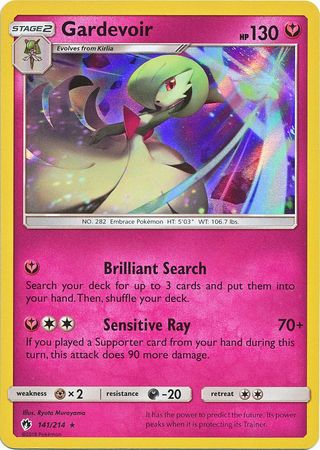 STAGE2
Gardevoir
HP 130
Evolves from Kirlia
NO. 282 Embrace Pokémon HT: 5'03" WT: 106.7 lbs.
Brilliant Search
Search your deck for up to 3 cards and put them into
your hand. Then, shuffle your deck.
Sensitive Ray 70+
If you played a Supporter card from your hand during this
turn, this attack does 90 more damage.
weakness × 2 resistance -20 retreat
Illus. Ryota Murayama
141/214 ★
©2018 Pokémon
It has the power to predict the future. Its power
peaks when it is protecting its Trainer.